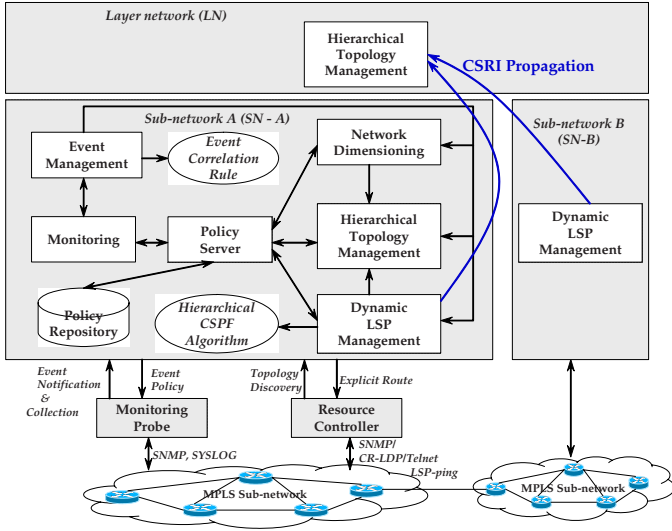 Layer network (LN)
Hierarchical
Topology
Management
CSRI Propagation
Sub-network A (SN - A)
Event
Management
Event
Correlation
Rule
Network
Dimensioning
Sub-network B
(SN-B)
Monitoring
Policy
Server
Hierarchical
Topology
Management
Dynamic
LSP
Management
Policy
Repository
Hierarchical
CSPF
Algorithm
Dynamic
LSP
Management
Event
Notification
&
Collection
Event
Policy
Topology
Discovery
Explicit Route
Monitoring
Probe
Resource
Controller
SNMP, SYSLOG
SNMP/
CR-LDP/Telnet
LSP-ping
MPLS Sub-network
MPLS Sub-network